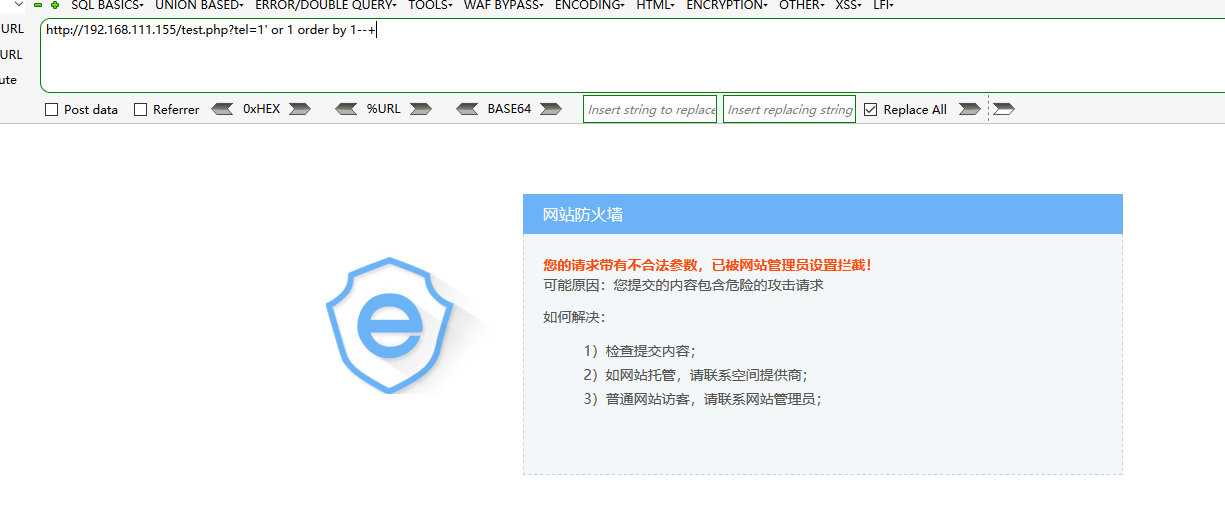 SQL BASICS▾ UNION BASED▾ ERROR/DOUBLE QUERY▾ TOOLS▾ WAF BYPASS▾ ENCODING▾ HTML▾ ENCRYPTION▾ OTHER▾ XSS▾ LFI▾
URL http://192.168.111.155/test.php?tel=1' or 1 order by 1--+
URL
ute
Post data Referrer 0xHEX %URL BASE64 Insert string to replace Insert replacing string Replace All
网站防火墙
您的请求带有不合法参数，已被网站管理员设置拦截！
可能原因：您提交的内容包含危险的攻击请求
如何解决：
1）检查提交内容；
2）如网站托管，请联系空间提供商；
3）普通网站访客，请联系网站管理员；